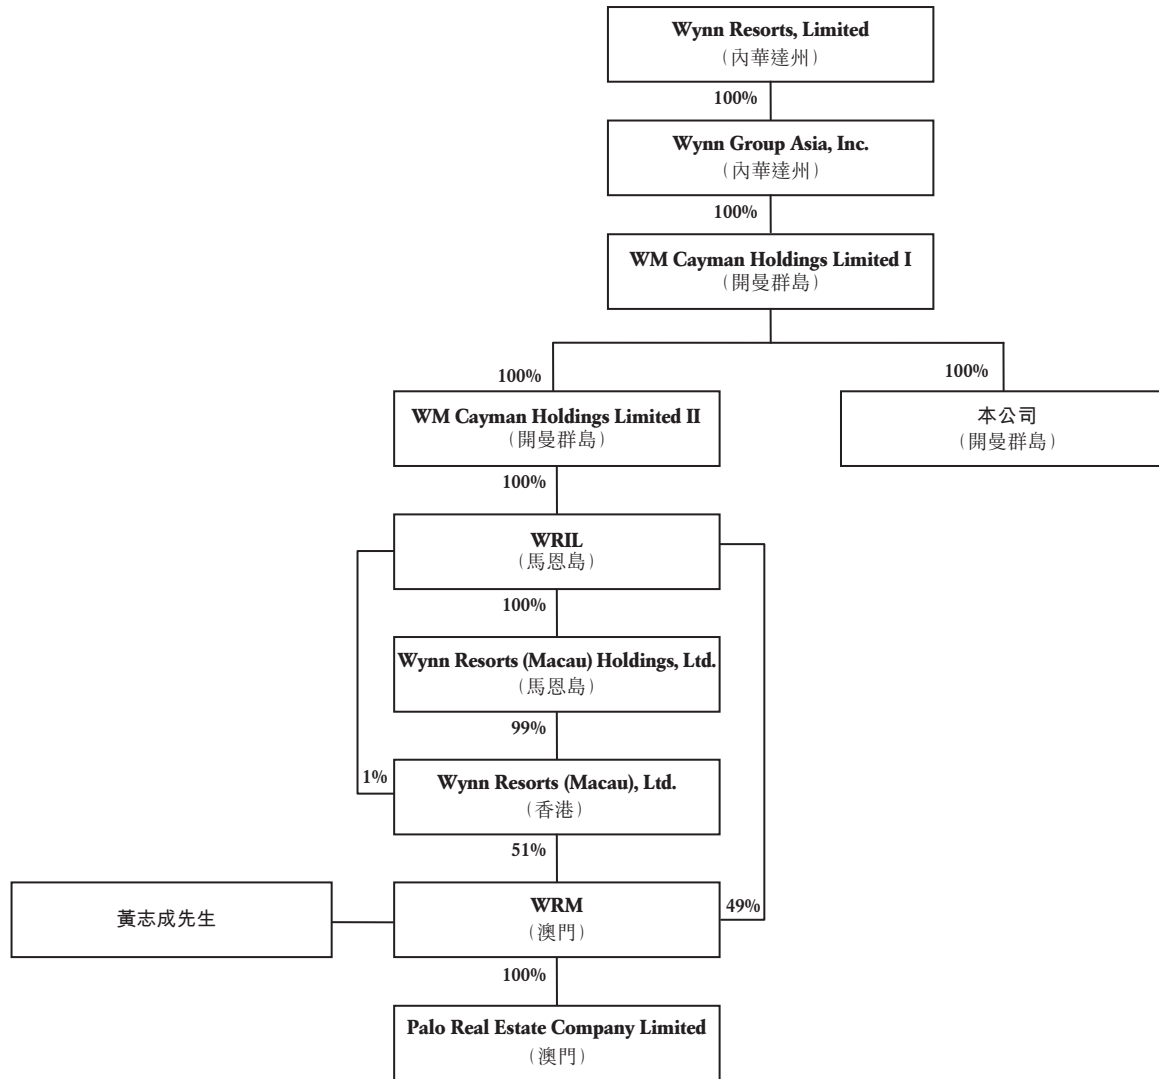 Wynn Resorts, Limited
（內華達州）
100%
Wynn Group Asia, Inc.
（內華達州）
100%
WM Cayman Holdings Limited I
（開曼群島）
100%
100%
WM Cayman Holdings Limited II
（開曼群島）
本公司
（開曼群島）
100%
WRIL
（馬恩島）
100%
Wynn Resorts (Macau) Holdings, Ltd.
（馬恩島）
99%
1%
Wynn Resorts (Macau), Ltd.
（香港）
51%
黃志成先生
WRM
（澳門）
49%
100%
Palo Real Estate Company Limited
（澳門）